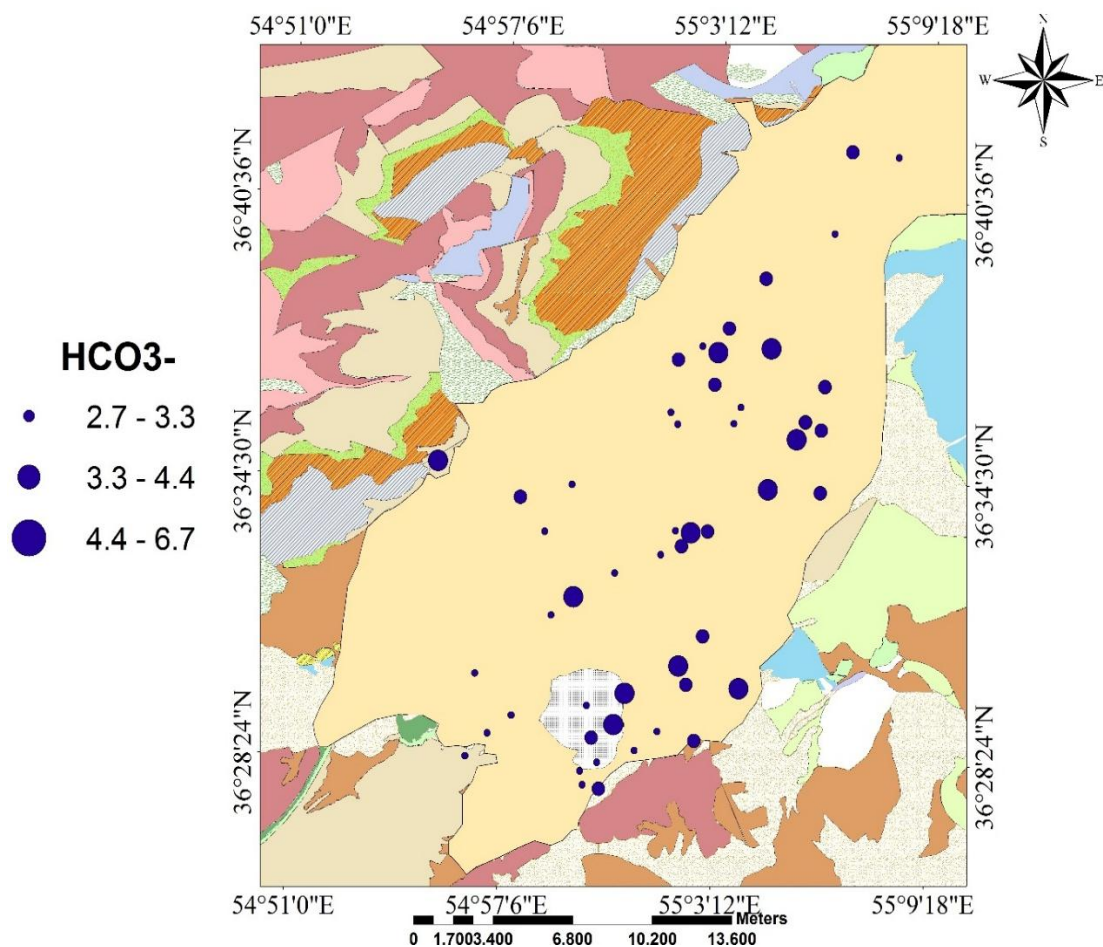 54°51'0"E 54°57'6"E 55°3'12"E 55°9'18"E
N
W E
S
36°40'36"N 36°40'36"N
HCO3-
2.7 - 3.3
3.3 - 4.4
4.4 - 6.7
36°34'30"N 36°34'30"N
36°28'24"N 36°28'24"N
54°51'0"E 54°57'6"E 55°3'12"E 55°9'18"E
Meters
0 1.7003.400 6.800 10.200 13.600